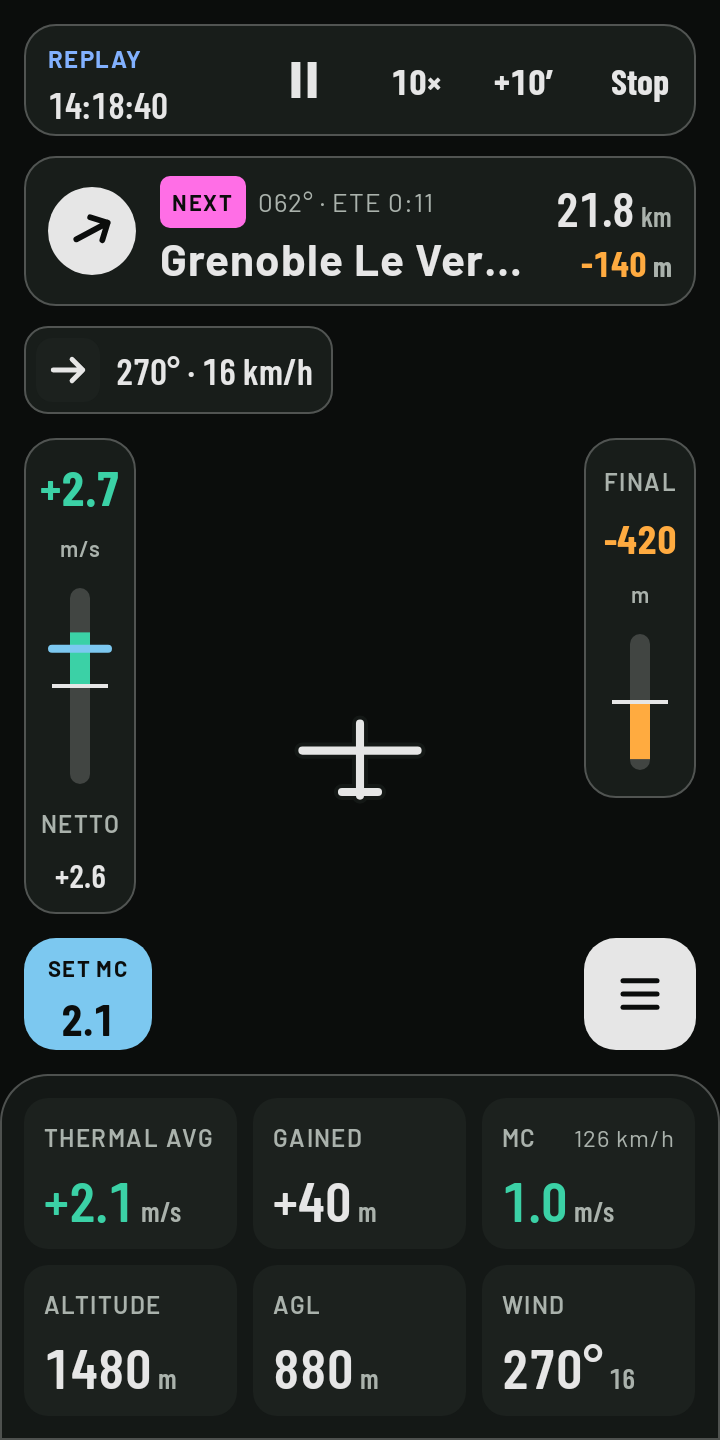 REPLAY
14:18:40
10×
+10′
Stop
NEXT 062° · ETE 0:11
Grenoble Le Ver…
21.8 km
-140 m
270° · 16 km/h
+2.7
m/s
NETTO
+2.6
FINAL
-420
m
SET MC
2.1
THERMAL AVG
+2.1 m/s
GAINED
+40 m
MC 126 km/h
1.0 m/s
ALTITUDE
1480 m
AGL
880 m
WIND
270° 16